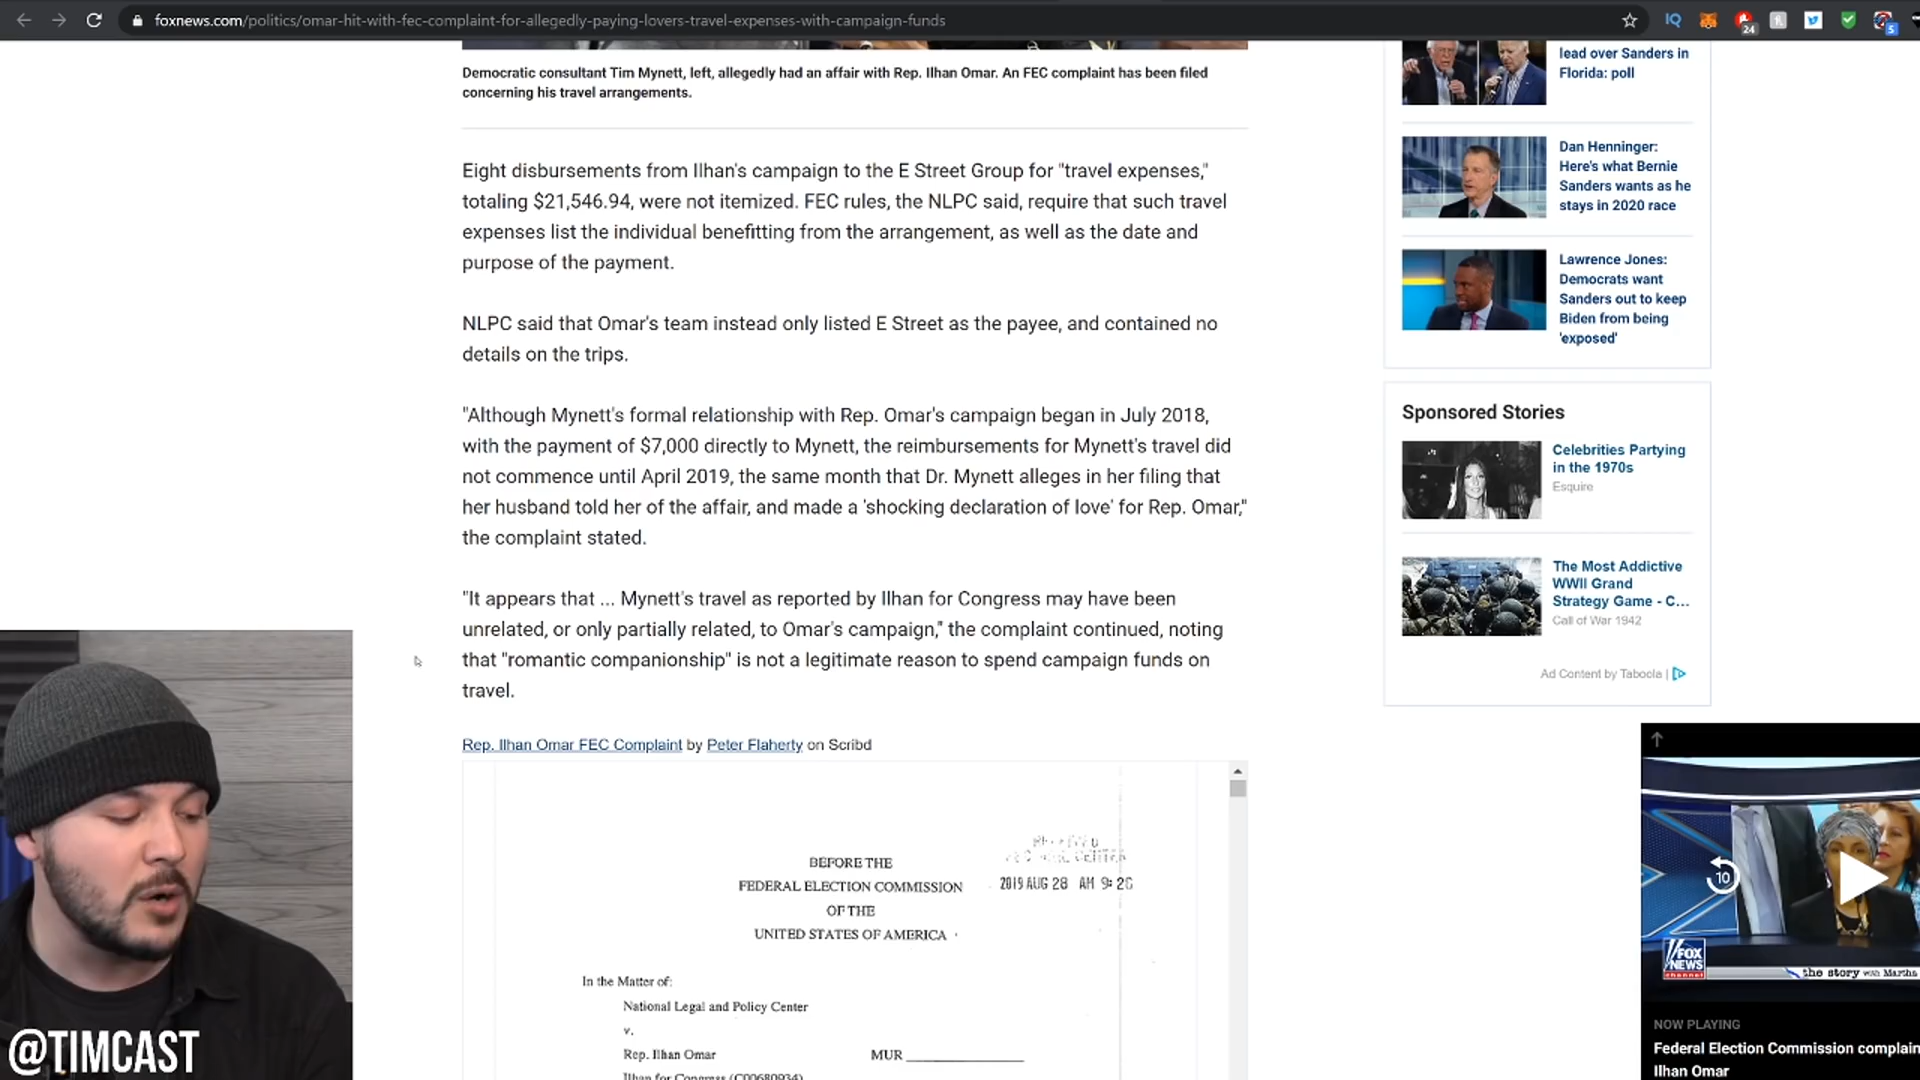 foxnews.com/politics/omar-hit-with-fec-complaint-for-allegedly-paying-lovers-travel-expenses-with-campaign-funds
24
5
Democratic consultant Tim Mynett, left, allegedly had an affair with Rep. Ilhan Omar. An FEC complaint has been filed
concerning his travel arrangements.
Eight disbursements from Ilhan's campaign to the E Street Group for "travel expenses,"
totaling $21,546.94, were not itemized. FEC rules, the NLPC said, require that such travel
expenses list the individual benefitting from the arrangement, as well as the date and
purpose of the payment.
NLPC said that Omar's team instead only listed E Street as the payee, and contained no
details on the trips.
"Although Mynett's formal relationship with Rep. Omar's campaign began in July 2018,
with the payment of $7,000 directly to Mynett, the reimbursements for Mynett's travel did
not commence until April 2019, the same month that Dr. Mynett alleges in her filing that
her husband told her of the affair, and made a 'shocking declaration of love' for Rep. Omar,"
the complaint stated.
"It appears that ... Mynett's travel as reported by Ilhan for Congress may have been
unrelated, or only partially related, to Omar's campaign," the complaint continued, noting
that "romantic companionship" is not a legitimate reason to spend campaign funds on
travel.
Rep. Ilhan Omar FEC Complaint by Peter Flaherty on Scribd
BEFORE THE
FEDERAL ELECTION COMMISSION
OF THE
UNITED STATES OF AMERICA
2019 AUG 28 AM 9:
In the Matter of:
National Legal and Policy Center
v.
Rep. Ilhan Omar
MUR
Ilhan for Congress (C00680934)
lead over Sanders in
Florida: poll
Dan Henninger:
Here's what Bernie
Sanders wants as he
stays in 2020 race
Lawrence Jones:
Democrats want
Sanders out to keep
Biden from being
'exposed'
Sponsored Stories
Celebrities Partying
in the 1970s
Esquire
The Most Addictive
WWII Grand
Strategy Game - C...
Call of War 1942
Ad Content by Taboola |
10
FOX
NEWS
channel
the story with Martha
NOW PLAYING
Federal Election Commission complain
Ilhan Omar
@TIMCAST